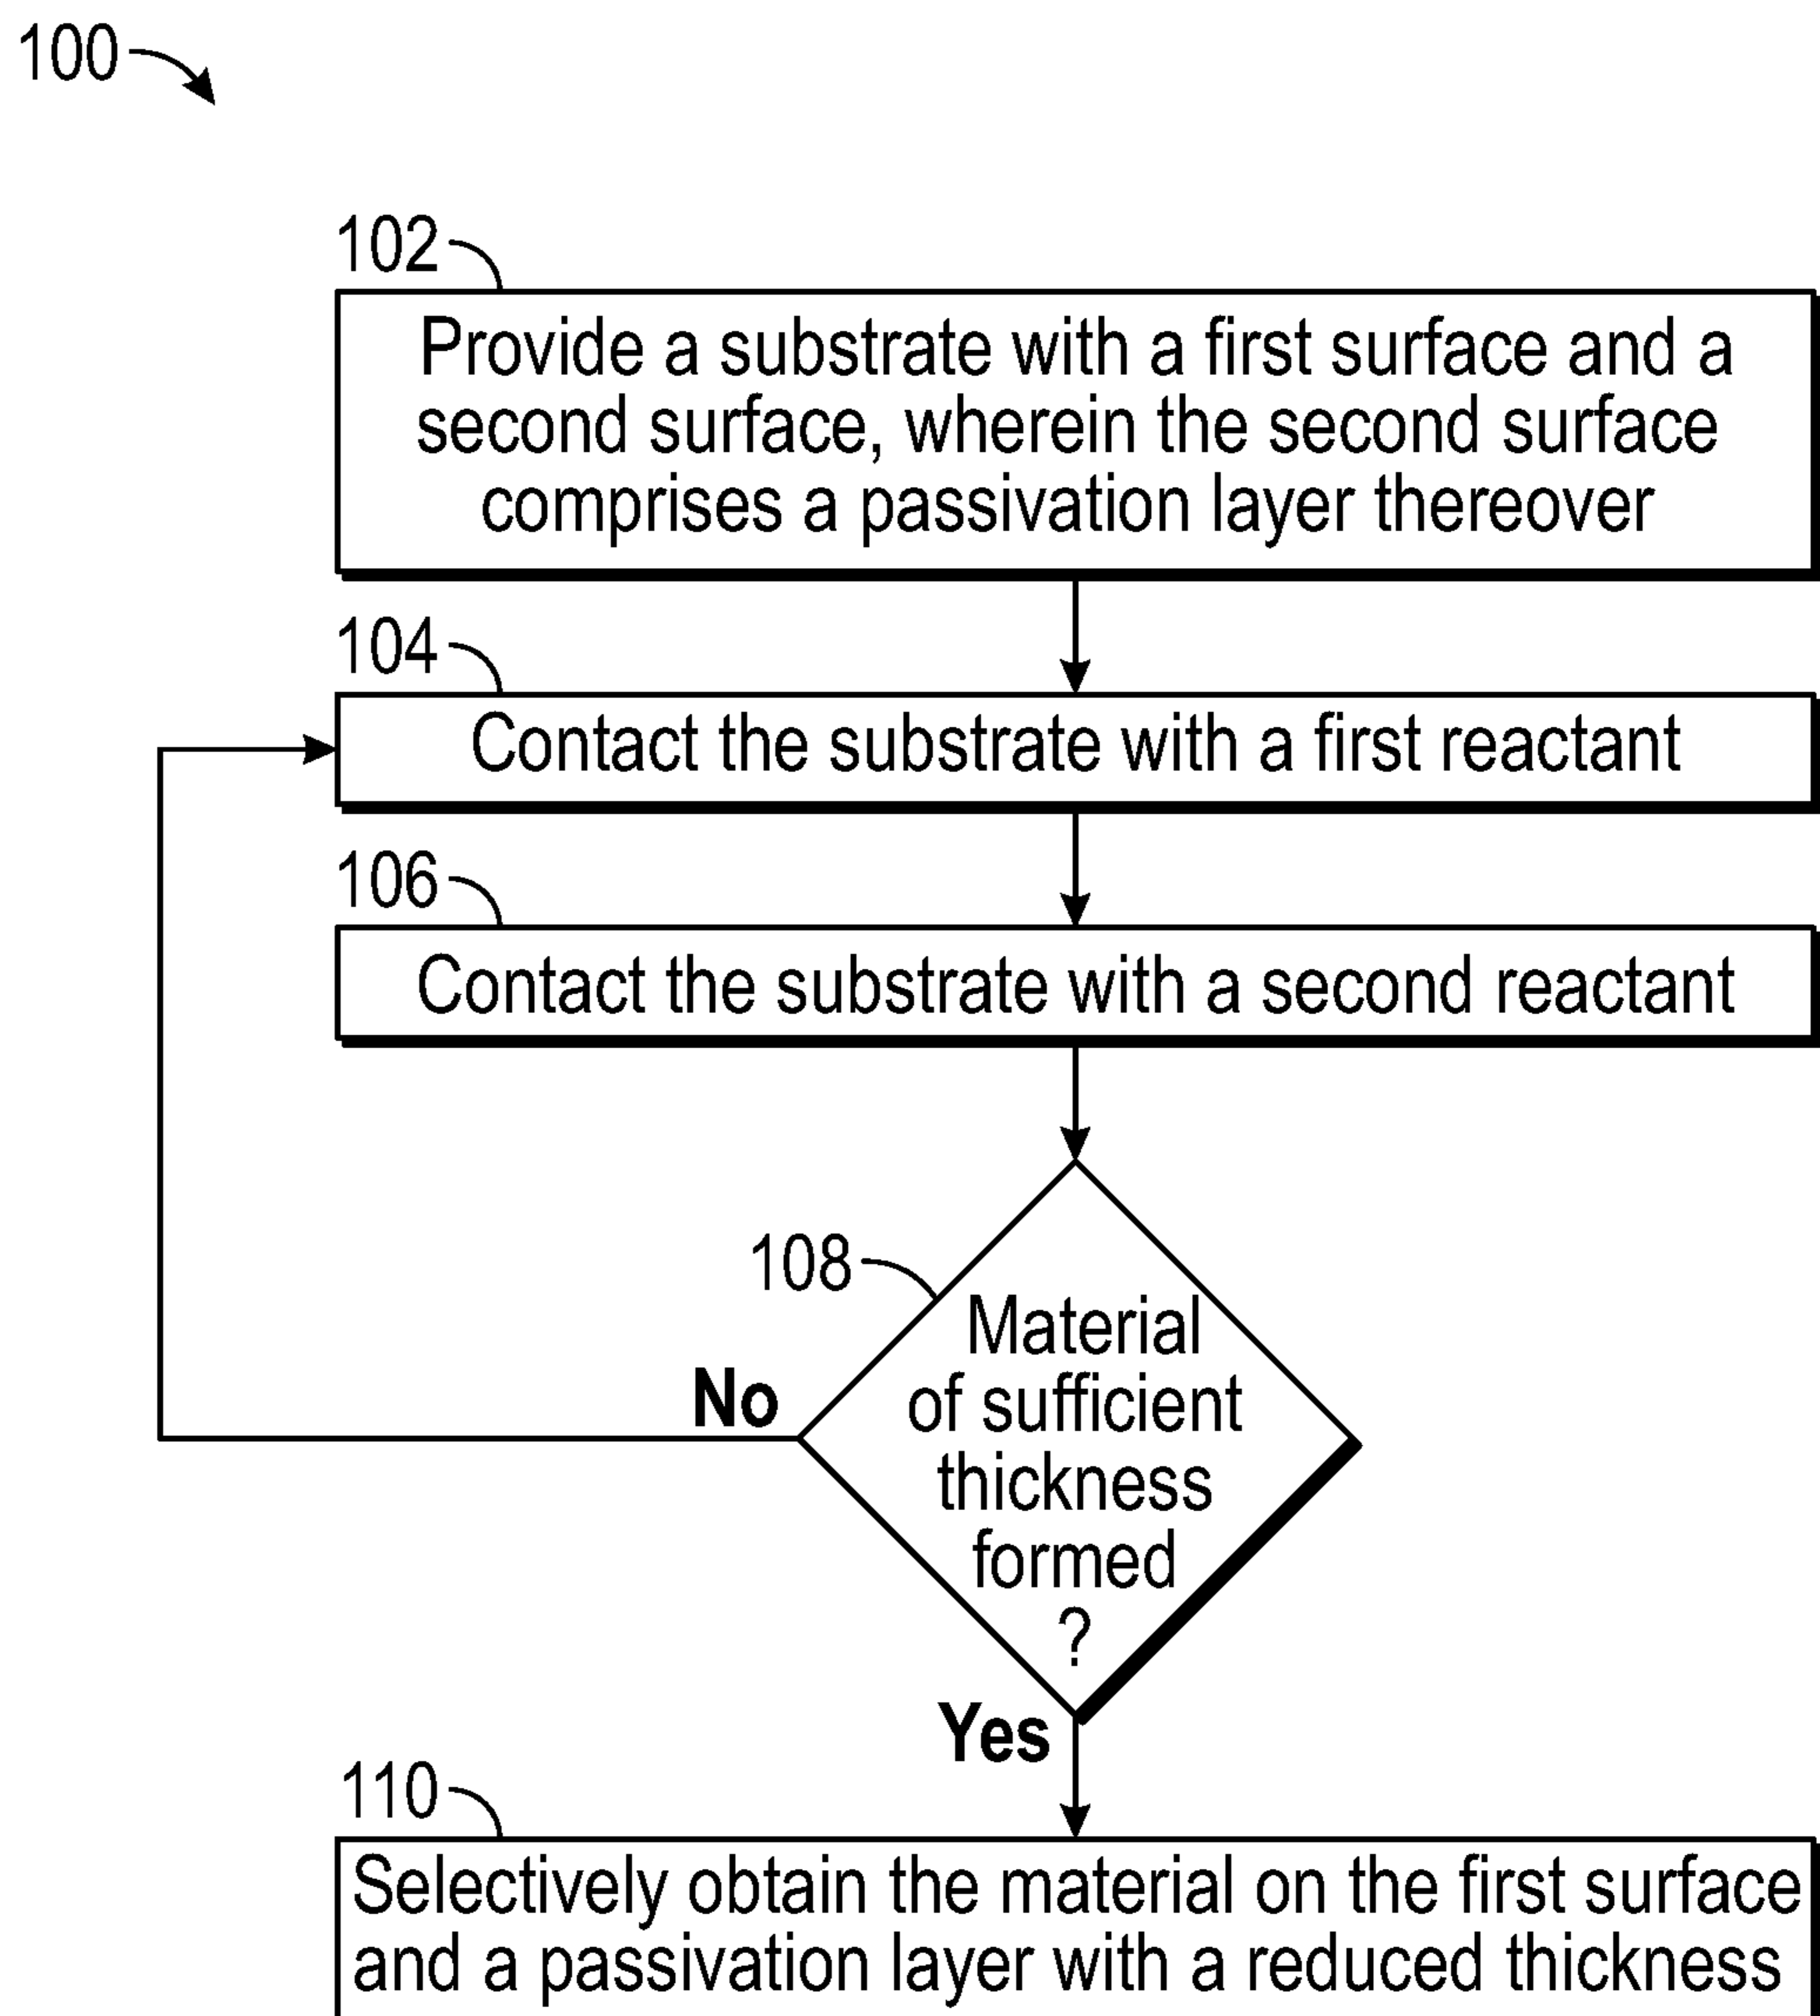 100
102
Provide a substrate with a first surface and a
second surface, wherein the second surface
comprises a passivation layer thereover
104
Contact the substrate with a first reactant
106
Contact the substrate with a second reactant
108
Material
of sufficient
thickness
formed
?
No
Yes
110
Selectively obtain the material on the first surface
and a passivation layer with a reduced thickness